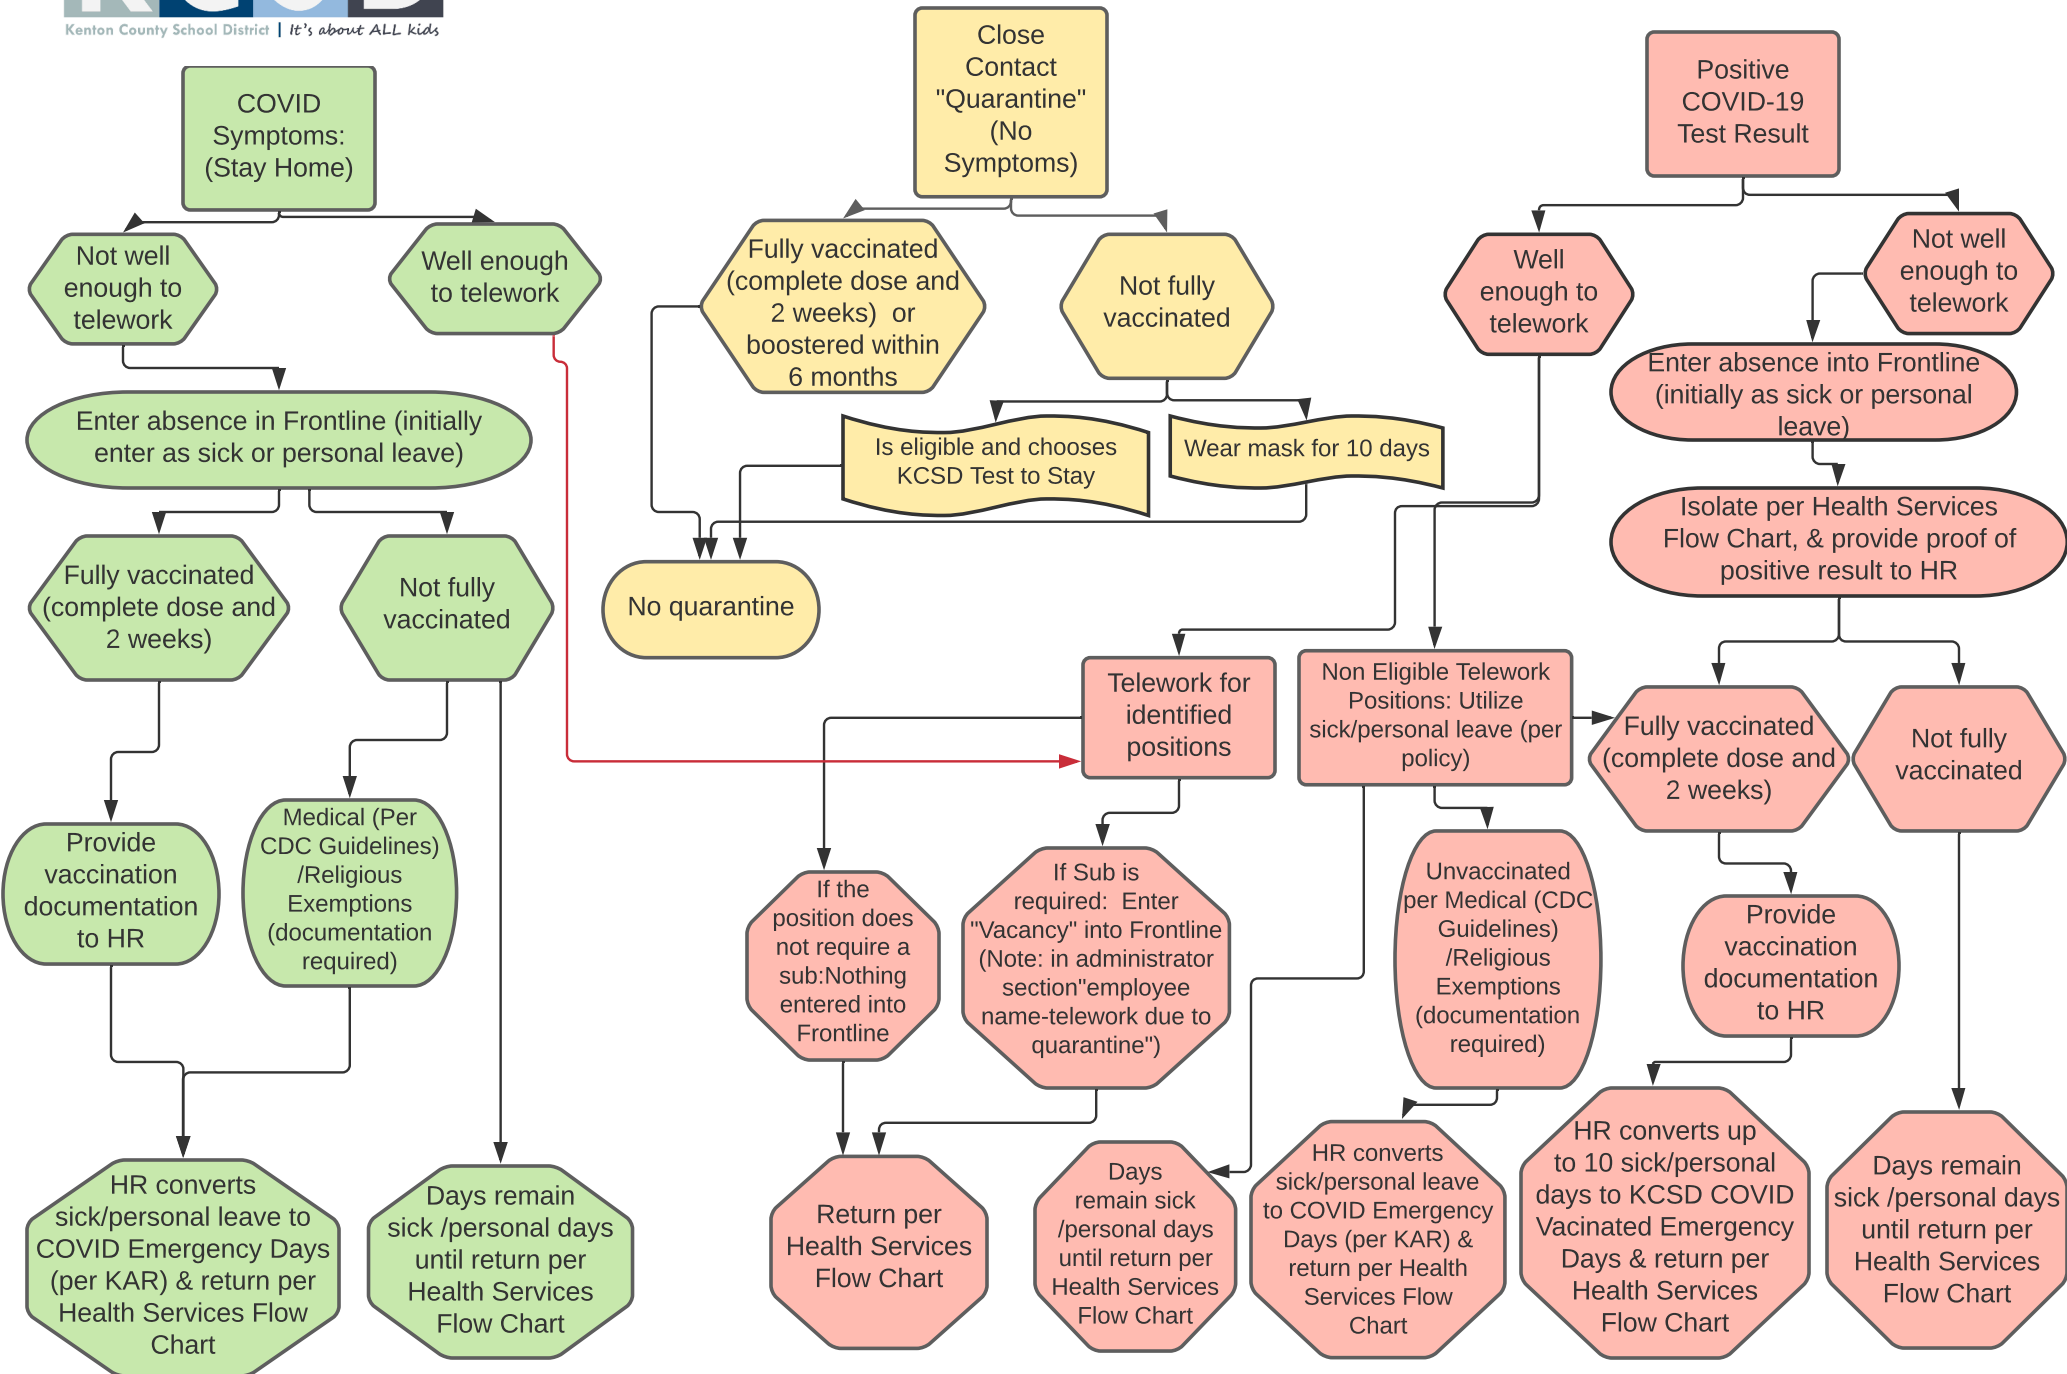 Kenton County School District | It's about ALL kids
COVID
Symptoms:
(Stay Home)
Close
Contact
"Quarantine"
(No
Symptoms)
Positive
COVID-19
Test Result
Not well
enough to
telework
Well enough
to telework
Fully vaccinated
(complete dose and
2 weeks)  or
boostered within
6 months
Not fully
vaccinated
Well
enough to
telework
Not well
enough to
telework
Enter absence in Frontline (initially
enter as sick or personal leave)
Is eligible and chooses
KCSD Test to Stay
Wear mask for 10 days
Enter absence into Frontline
(initially as sick or personal
leave)
Isolate per Health Services
Flow Chart, & provide proof of
positive result to HR
Fully vaccinated
(complete dose and
2 weeks)
Not fully
vaccinated
No quarantine
Telework for
identified
positions
Non Eligible Telework
Positions: Utilize
sick/personal leave (per
policy)
Fully vaccinated
(complete dose and
2 weeks)
Not fully
vaccinated
Provide
vaccination
documentation
to HR
Medical (Per
CDC Guidelines)
/Religious
Exemptions
(documentation
required)
If the
position does
not require a
sub:Nothing
entered into
Frontline
If Sub is
required:  Enter
"Vacancy" into Frontline
(Note: in administrator
section"employee
name-telework due to
quarantine")
Unvaccinated
per Medical (CDC
Guidelines)
/Religious
Exemptions
(documentation
required)
Provide
vaccination
documentation
to HR
HR converts
sick/personal leave to
COVID Emergency Days
(per KAR) & return per
Health Services Flow
Chart
Days remain
sick /personal days
until return per
Health Services
Flow Chart
Return per
Health Services
Flow Chart
Days
remain sick
/personal days
until return per
Health Services
Flow Chart
HR converts
sick/personal leave
to COVID Emergency
Days (per KAR) &
return per Health
Services Flow
Chart
HR converts up
to 10 sick/personal
days to KCSD COVID
Vacinated Emergency
Days & return per
Health Services
Flow Chart
Days remain
sick /personal days
until return per
Health Services
Flow Chart